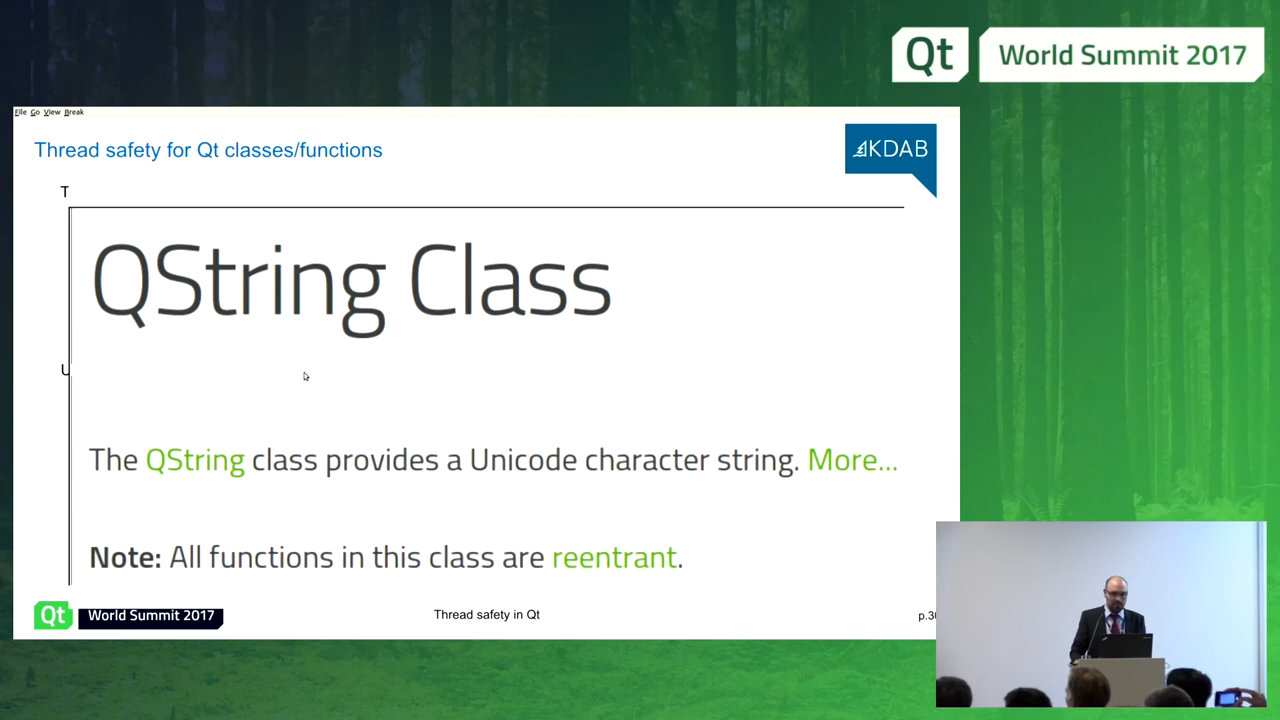 Qt World Summit 2017
File Go View Break
Thread safety for Qt classes/functions
KDAB
T
QString Class
U
The QString class provides a Unicode character string. More...
Note: All functions in this class are reentrant.
Qt World Summit 2017
Thread safety in Qt